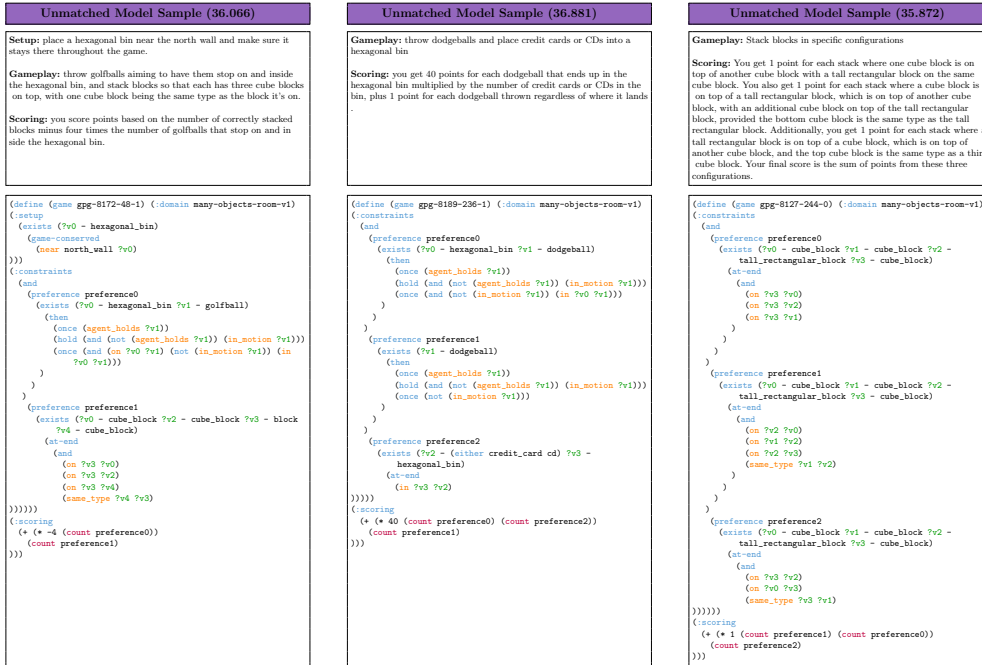 Unmatched Model Sample (36.066)
Setup: place a hexagonal bin near the north wall and make sure it
stays there throughout the game.
Gameplay: throw golfballs aiming to have them stop on and inside
the hexagonal bin, and stack blocks so that each has three cube blocks
on top, with one cube block being the same type as the block it's on.
Scoring: you score points based on the number of correctly stacked
blocks minus four times the number of golfballs that stop on and in
side the hexagonal bin.
(define (game gpg-8172-48-1) (:domain many-objects-room-v1)
(:setup
(exists (?v0 - hexagonal_bin)
(game-conserved
(near north_wall ?v0)
)))
(:constraints
(and
(preference preference0
(exists (?v0 - hexagonal_bin ?v1 - golfball)
(then
(once (agent_holds ?v1))
(hold (and (not (agent_holds ?v1)) (in_motion ?v1)))
(once (and (on ?v0 ?v1) (not (in_motion ?v1)) (in
?v0 ?v1)))
)
)
)
(preference preference1
(exists (?v0 - cube_block ?v2 - cube_block ?v3 - block
?v4 - cube_block)
(at-end
(and
(on ?v3 ?v0)
(on ?v3 ?v2)
(on ?v3 ?v4)
(same_type ?v4 ?v3)
))))))
(:scoring
(+ (* -4 (count preference0))
(count preference1)
)))
Unmatched Model Sample (36.881)
Gameplay: throw dodgeballs and place credit cards or CDs into a
hexagonal bin
Scoring: you get 40 points for each dodgeball that ends up in the
hexagonal bin multiplied by the number of credit cards or CDs in the
bin, plus 1 point for each dodgeball thrown regardless of where it lands
.
(define (game gpg-8189-236-1) (:domain many-objects-room-v1)
(:constraints
(and
(preference preference0
(exists (?v0 - hexagonal_bin ?v1 - dodgeball)
(then
(once (agent_holds ?v1))
(hold (and (not (agent_holds ?v1)) (in_motion ?v1)))
(once (and (not (in_motion ?v1)) (in ?v0 ?v1)))
)
)
)
(preference preference1
(exists (?v1 - dodgeball)
(then
(once (agent_holds ?v1))
(hold (and (not (agent_holds ?v1)) (in_motion ?v1)))
(once (not (in_motion ?v1)))
)
)
)
(preference preference2
(exists (?v2 - (either credit_card cd) ?v3 -
hexagonal_bin)
(at-end
(in ?v3 ?v2)
)))))
(:scoring
(+ (* 40 (count preference0) (count preference2))
(count preference1)
)))
Unmatched Model Sample (35.872)
Gameplay: Stack blocks in specific configurations
Scoring: You get 1 point for each stack where one cube block is on
top of another cube block with a tall rectangular block on the same
cube block. You also get 1 point for each stack where a cube block is
on top of a tall rectangular block, which is on top of another cube
block, with an additional cube block on top of the tall rectangular
block, provided the bottom cube block is the same type as the tall
rectangular block. Additionally, you get 1 point for each stack where
tall rectangular block is on top of a cube block, which is on top of
another cube block, and the top cube block is the same type as a
cube block. Your final score is the sum of points from these three
configurations.
(define (game gpg-8127-244-0) (:domain many-objects-room-v1)
(:constraints
(and
(preference preference0
(exists (?v0 - cube_block ?v1 - cube_block ?v2 -
tall_rectangular_block ?v3 - cube_block)
(at-end
(and
(on ?v3 ?v0)
(on ?v3 ?v2)
(on ?v3 ?v1)
)
)
)
)
(preference preference1
(exists (?v0 - cube_block ?v1 - cube_block ?v2 -
tall_rectangular_block ?v3 - cube_block)
(at-end
(and
(on ?v2 ?v0)
(on ?v1 ?v2)
(on ?v2 ?v3)
(same_type ?v1 ?v2)
)
)
)
)
(preference preference2
(exists (?v0 - cube_block ?v1 - cube_block ?v2 -
tall_rectangular_block ?v3 - cube_block)
(at-end
(and
(on ?v3 ?v2)
(on ?v0 ?v3)
(same_type ?v3 ?v1)
))))))
(:scoring
(+ (* 1 (count preference1) (count preference0))
(count preference2)
)))